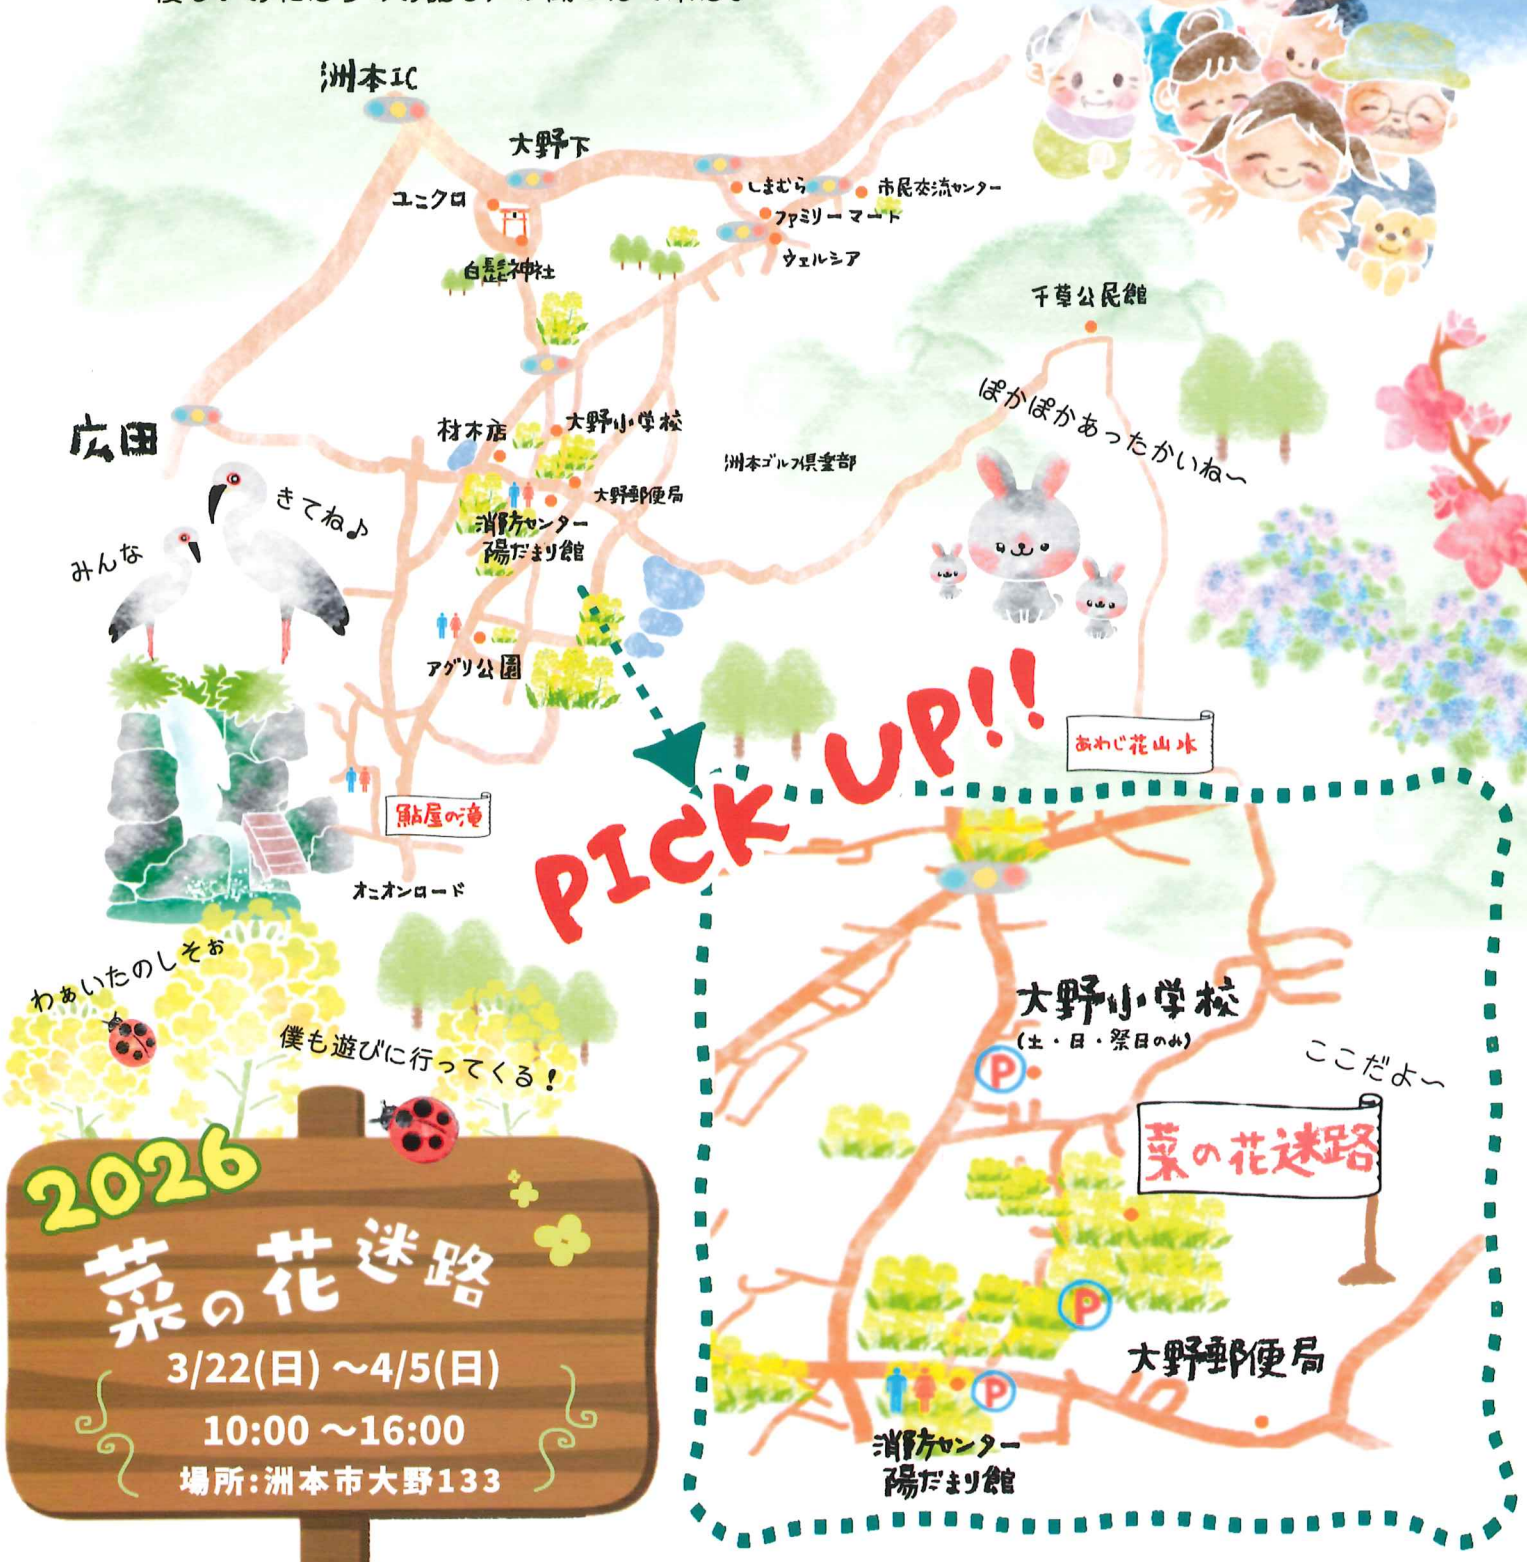 洲本IC
大野下
ユニクロ
しまむら
市民交流センター
ファミリーマート
白髭神社
ウェルシア
千草公民館
ぽかぽかあったかいね〜
広田
材木店
大野小学校
洲本ゴルフ倶楽部
大野郵便局
きてね♪
みんな
消防センター
陽だまり館
アグリ公園
PICK UP!!
あわじ花山水
鮎屋の滝
オニオンロード
わぁいたのしそぉ
僕も遊びに行ってくる!
大野小学校
(土・日・祭日のみ)
P
ここだよ〜
菜の花迷路
P
大野郵便局
P
消防センター
陽だまり館
2026
菜の花迷路
3/22(日)〜4/5(日)
10:00〜16:00
場所:洲本市大野133